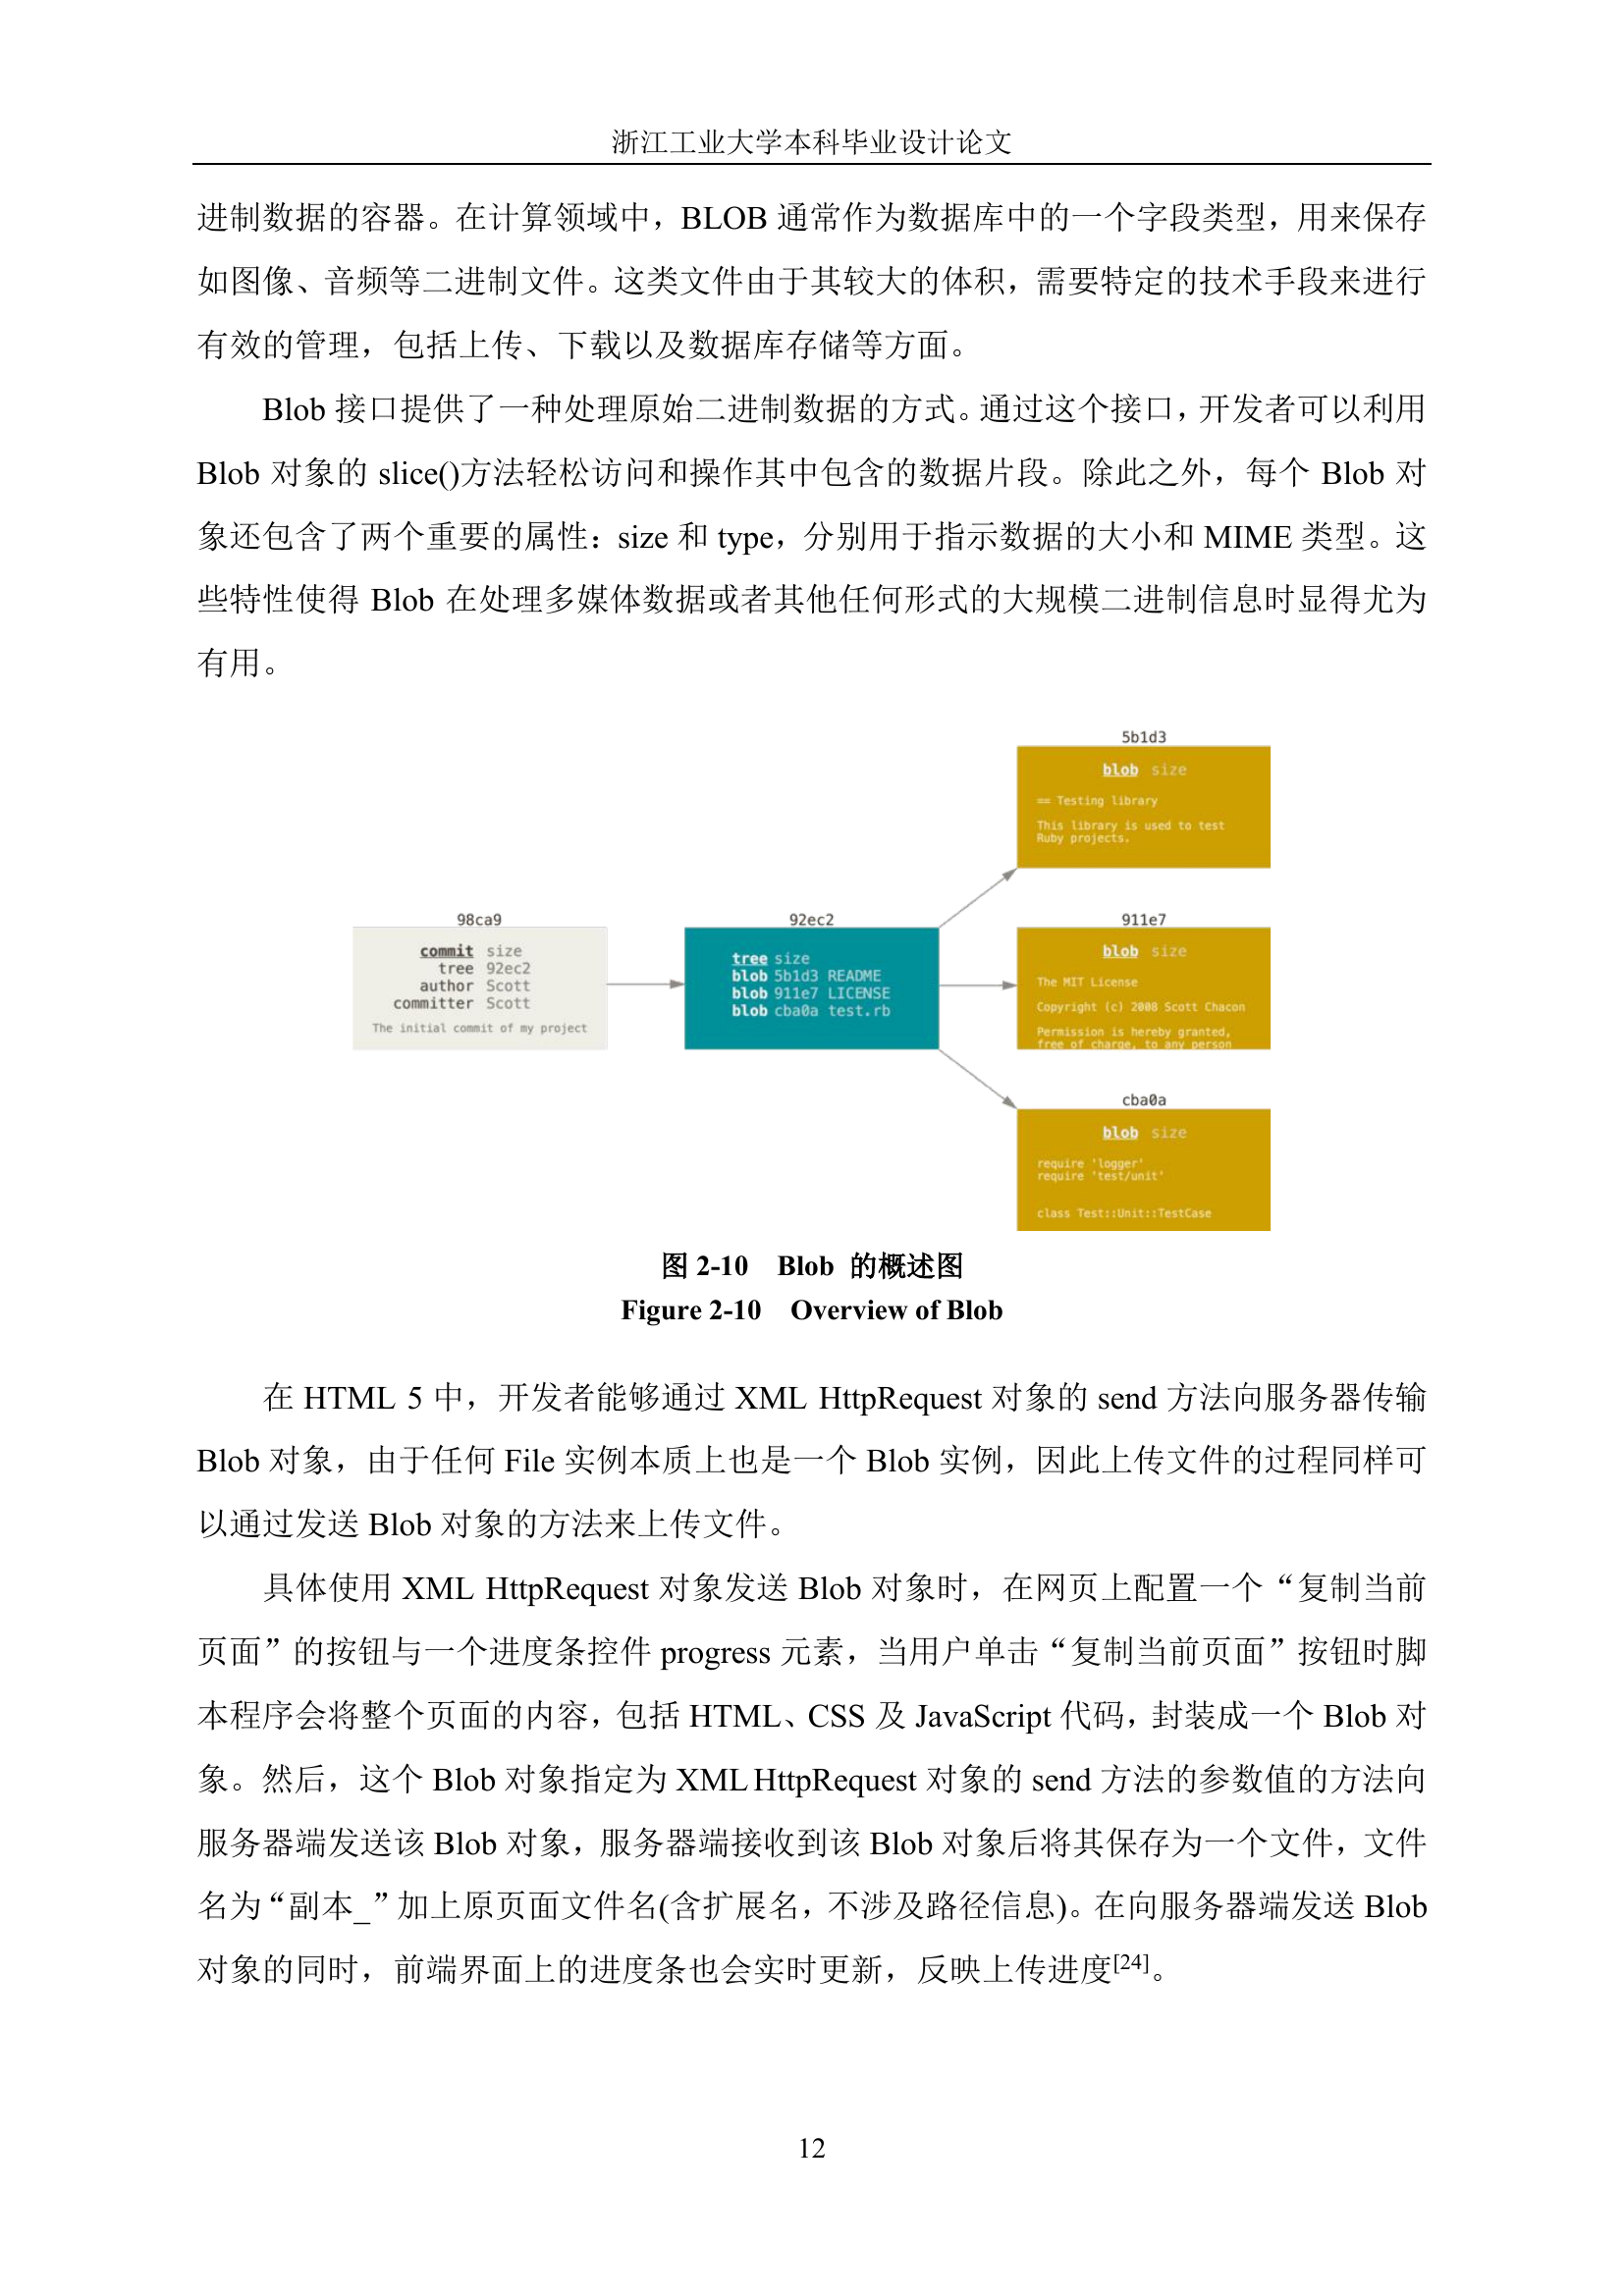 浙江工业大学本科毕业设计论文
进制数据的容器。在计算领域中，BLOB 通常作为数据库中的一个字段类型，用来保存
如图像、音频等二进制文件。这类文件由于其较大的体积，需要特定的技术手段来进行
有效的管理，包括上传、下载以及数据库存储等方面。
Blob 接口提供了一种处理原始二进制数据的方式。通过这个接口，开发者可以利用
Blob 对象的 slice()方法轻松访问和操作其中包含的数据片段。除此之外，每个 Blob 对
象还包含了两个重要的属性：size 和 type，分别用于指示数据的大小和 MIME 类型。这
些特性使得 Blob 在处理多媒体数据或者其他任何形式的大规模二进制信息时显得尤为
有用。
98ca9
commit size
tree 92ec2
author Scott
committer Scott
The initial commit of my project
92ec2
tree size
blob 5b1d3 README
blob 911e7 LICENSE
blob cba0a test.rb
5b1d3
blob size
== Testing library
This library is used to test
Ruby projects.
911e7
blob size
The MIT License
Copyright (c) 2008 Scott Chacon
Permission is hereby granted,
free of charge, to any person
cba0a
blob size
require 'logger'
require 'test/unit'
class Test::Unit::TestCase
图 2-10　Blob 的概述图
Figure 2-10　Overview of Blob
在 HTML 5 中，开发者能够通过 XML HttpRequest 对象的 send 方法向服务器传输
Blob 对象，由于任何 File 实例本质上也是一个 Blob 实例，因此上传文件的过程同样可
以通过发送 Blob 对象的方法来上传文件。
具体使用 XML HttpRequest 对象发送 Blob 对象时，在网页上配置一个“复制当前
页面”的按钮与一个进度条控件 progress 元素，当用户单击“复制当前页面”按钮时脚
本程序会将整个页面的内容，包括 HTML、CSS 及 JavaScript 代码，封装成一个 Blob 对
象。然后，这个 Blob 对象指定为 XML HttpRequest 对象的 send 方法的参数值的方法向
服务器端发送该 Blob 对象，服务器端接收到该 Blob 对象后将其保存为一个文件，文件
名为“副本_”加上原页面文件名(含扩展名，不涉及路径信息)。在向服务器端发送 Blob
对象的同时，前端界面上的进度条也会实时更新，反映上传进度[24]。
12